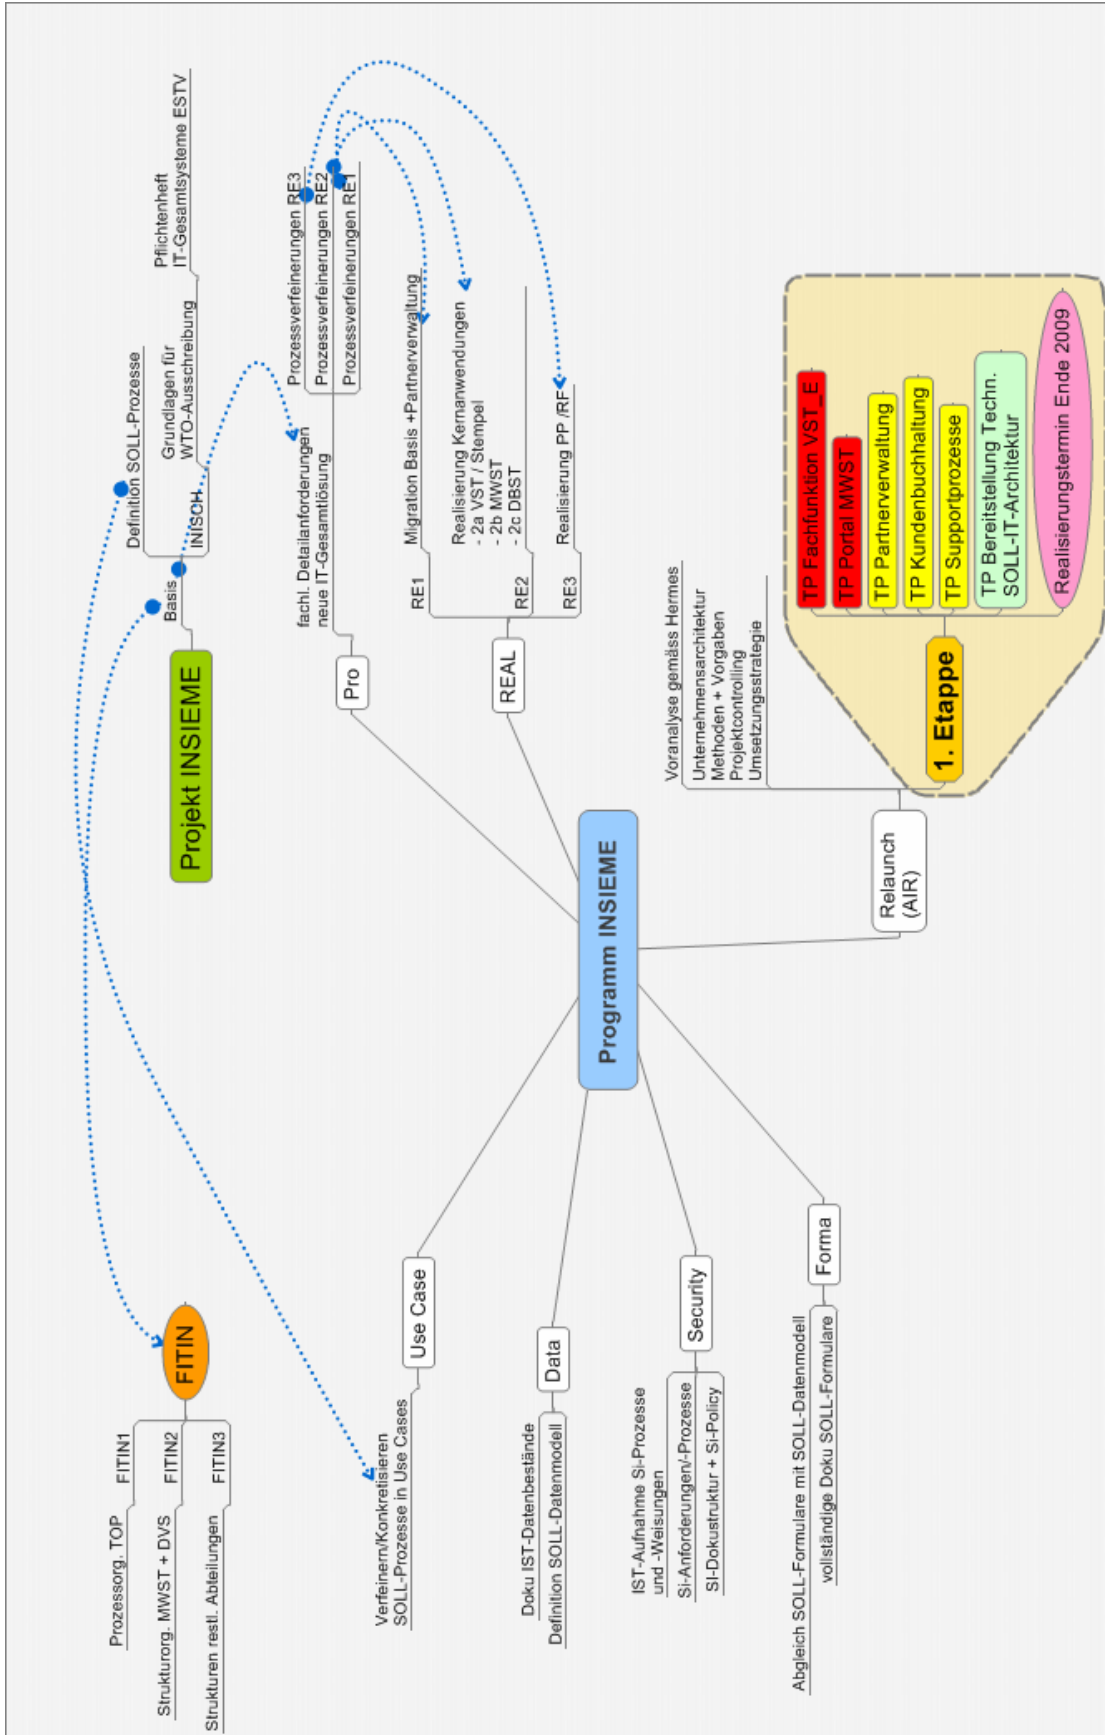 FITIN
FITIN1
Prozessorg. TOP
FITIN2
Strukturorg. MWST + DVS
FITIN3
Strukturen restl. Abteilungen
Projekt INSIEME
Basis
Definition SOLL-Prozesse
INISCH
Grundlagen für
WTO-Ausschreibung
Pflichtenheft
IT-Gesamtsysteme ESTV
Programm INSIEME
Use Case
Verfeinern/Konkretisieren
SOLL-Prozesse in Use Cases
Data
Doku IST-Datenbestände
Definition SOLL-Datenmodell
Security
IST-Aufnahme Si-Prozesse
und -Weisungen
Si-Anforderungen/-Prozesse
SI-Dokustruktur + Si-Policy
Forma
Abgleich SOLL-Formulare mit SOLL-Datenmodell
vollständige Doku SOLL-Formulare
Pro
fachl. Detailanforderungen
neue IT-Gesamtlösung
Prozessverfeinerungen RE3
Prozessverfeinerungen RE2
Prozessverfeinerungen RE1
REAL
RE1
Migration Basis +Partnerverwaltung
RE2
Realisierung Kernanwendungen
- 2a VST / Stempel
- 2b MWST
- 2c DBST
RE3
Realisierung PP /RF
Relaunch
(AIR)
Voranalyse gemäss Hermes
Unternehmensarchitektur
Methoden + Vorgaben
Projektcontrolling
Umsetzungsstrategie
1. Etappe
TP Fachfunktion VST_E
TP Portal MWST
TP Partnerverwaltung
TP Kundenbuchhaltung
TP Supportprozesse
TP Bereitstellung Techn.
SOLL-IT-Architektur
Realisierungstermin Ende 2009